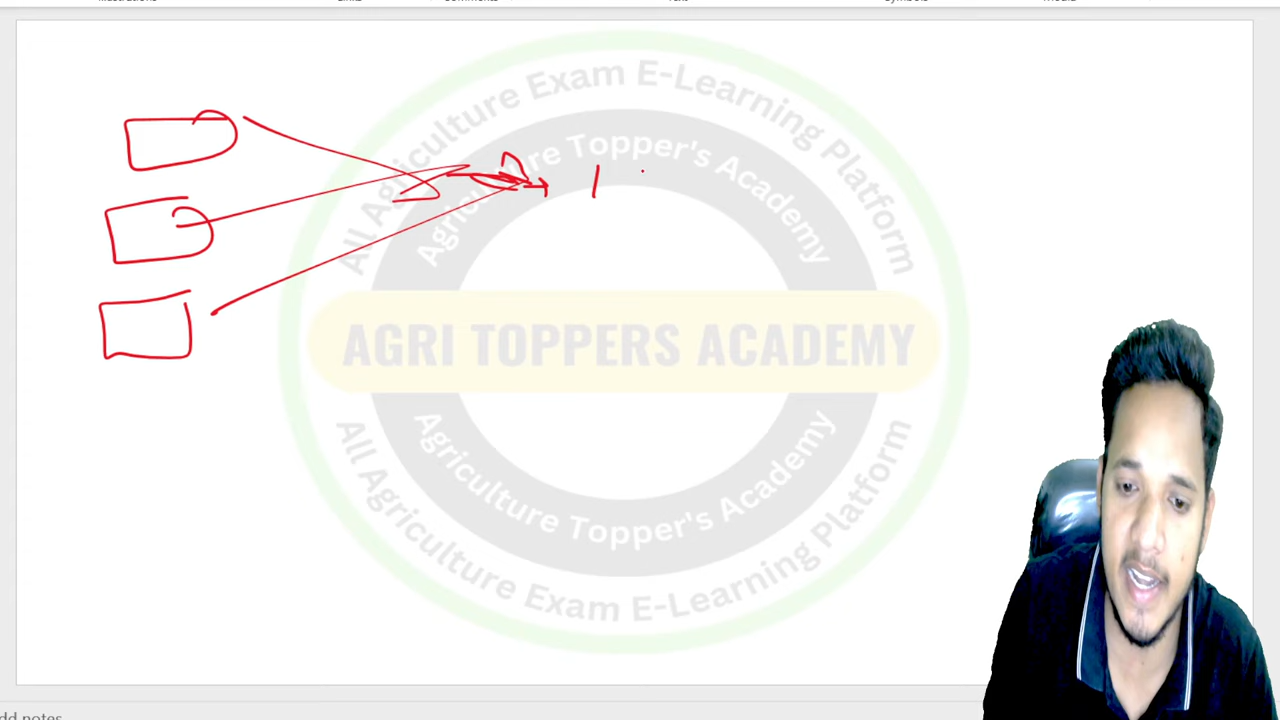 All Agriculture Exam E-Learning Platform
Agriculture Topper's Academy
AGRI TOPPERS ACADEMY
Agriculture Topper's Academy
All Agriculture Exam E-Learning Platform
dd notes